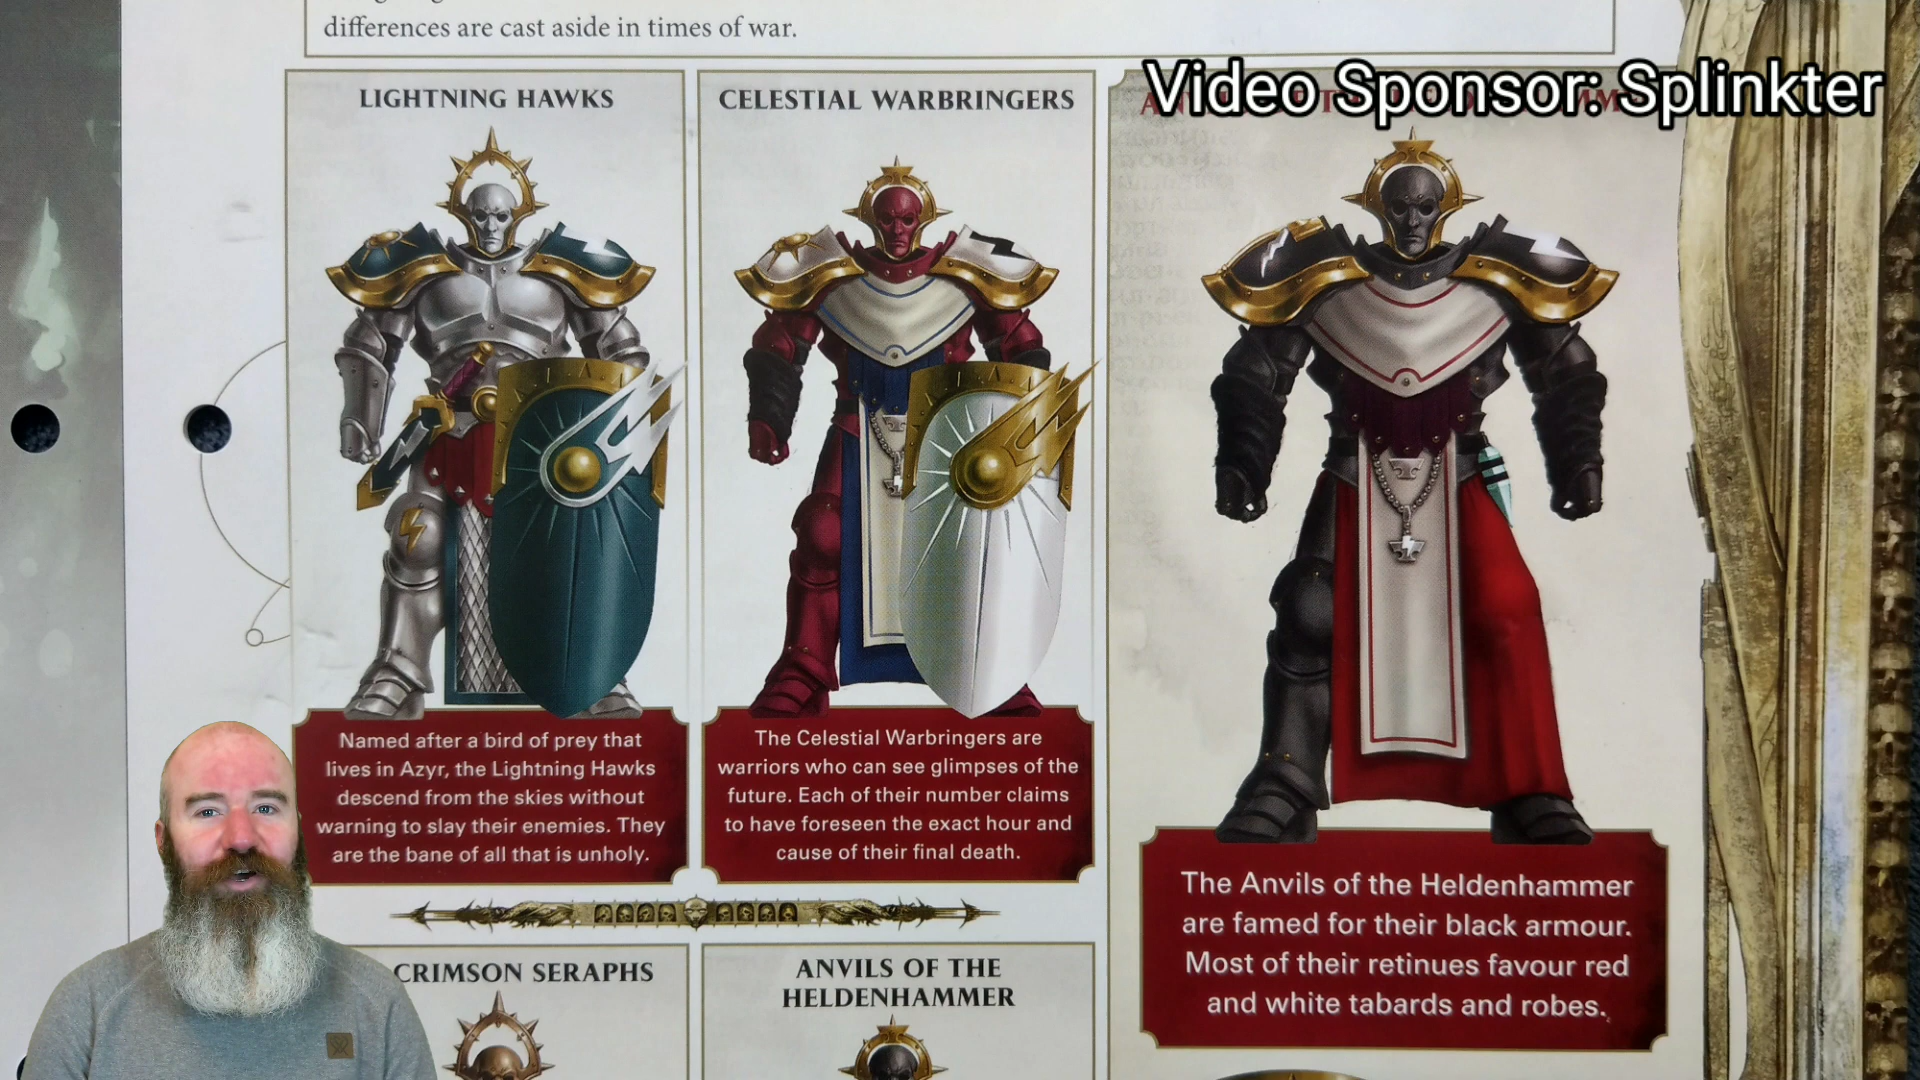 differences are cast aside in times of war.
Video Sponsor: Splinkter
LIGHTNING HAWKS
CELESTIAL WARBRINGERS
Named after a bird of prey that
lives in Azyr, the Lightning Hawks
descend from the skies without
warning to slay their enemies. They
are the bane of all that is unholy.
The Celestial Warbringers are
warriors who can see glimpses of the
future. Each of their number claims
to have foreseen the exact hour and
cause of their final death.
The Anvils of the Heldenhammer
are famed for their black armour.
Most of their retinues favour red
and white tabards and robes.
CRIMSON SERAPHS
ANVILS OF THE
HELDENHAMMER